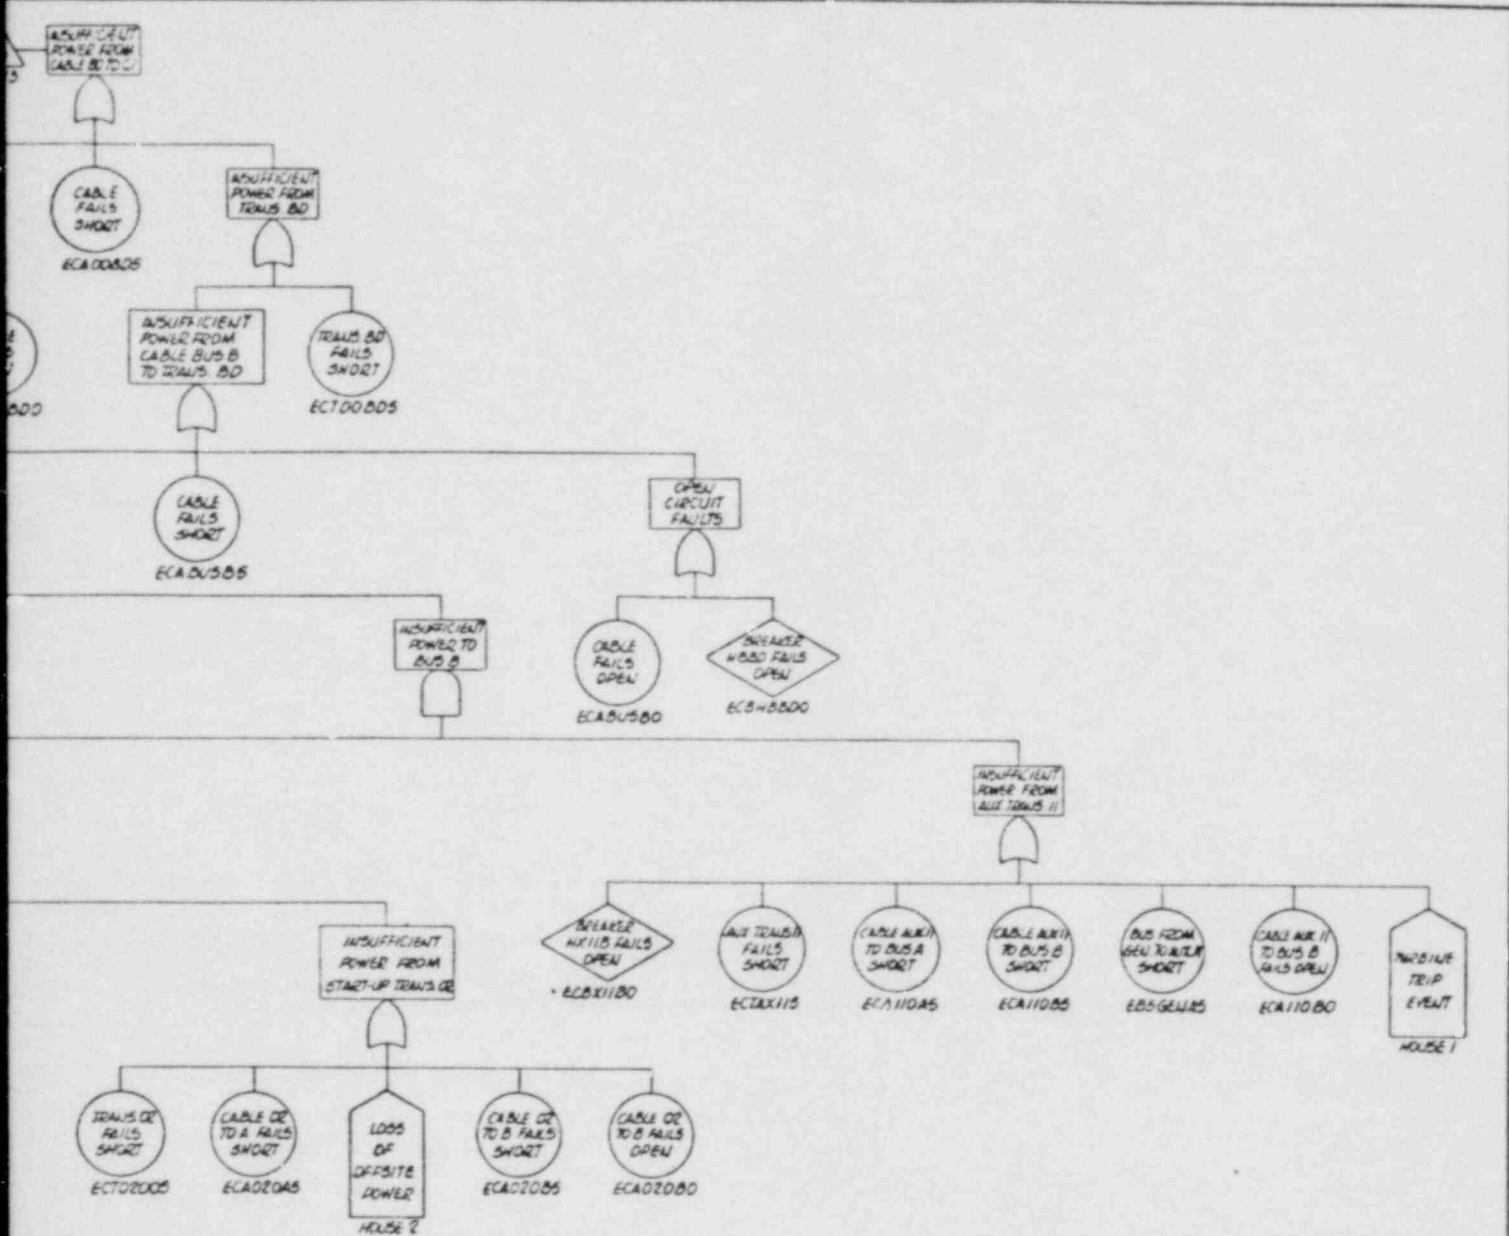 INSUFFICIENT
POWER FROM
CABLE BD TO
CABLE
FAILS
SHORT
ECA00BDS
INSUFFICIENT
POWER FROM
TRANS. BD
INSUFFICIENT
POWER FROM
CABLE BUS B
TO TRANS. BD
TRANS. BD
FAILS
SHORT
ECT00BDS
CABLE
FAILS
SHORT
ECABUSBS
OPEN
CIRCUIT
FAULTS
INSUFFICIENT
POWER TO
BUS B
CABLE
FAILS
OPEN
ECABUSBO
BREAKER
FAILS
OPEN
INSUFFICIENT
POWER FROM
AUX TRANS 11
INSUFFICIENT
POWER FROM
START-UP TRANS. 02
BREAKER
HX11B FAILS
OPEN
ECBX11BO
AUX TRANS 11
FAILS
SHORT
ECTAX11S
CABLE AUX 11
TO BUS A
SHORT
ECA110AS
CABLE AUX 11
TO BUS B
SHORT
ECA110BS
BUS FROM
GEN. TO
SHORT
EBSGENAS
CABLE AUX 11
TO BUS B
FAILS OPEN
ECA110BO
TURBINE
TRIP
EVENT
HOUSE 1
TRANS 02
FAILS
SHORT
ECT0200S
CABLE 02
TO A FAILS
SHORT
ECA020AS
LOSS
OF
OFFSITE
POWER
HOUSE 2
CABLE 02
TO B FAILS
SHORT
ECA020BS
CABLE 02
TO B FAILS
OPEN
ECA020BO